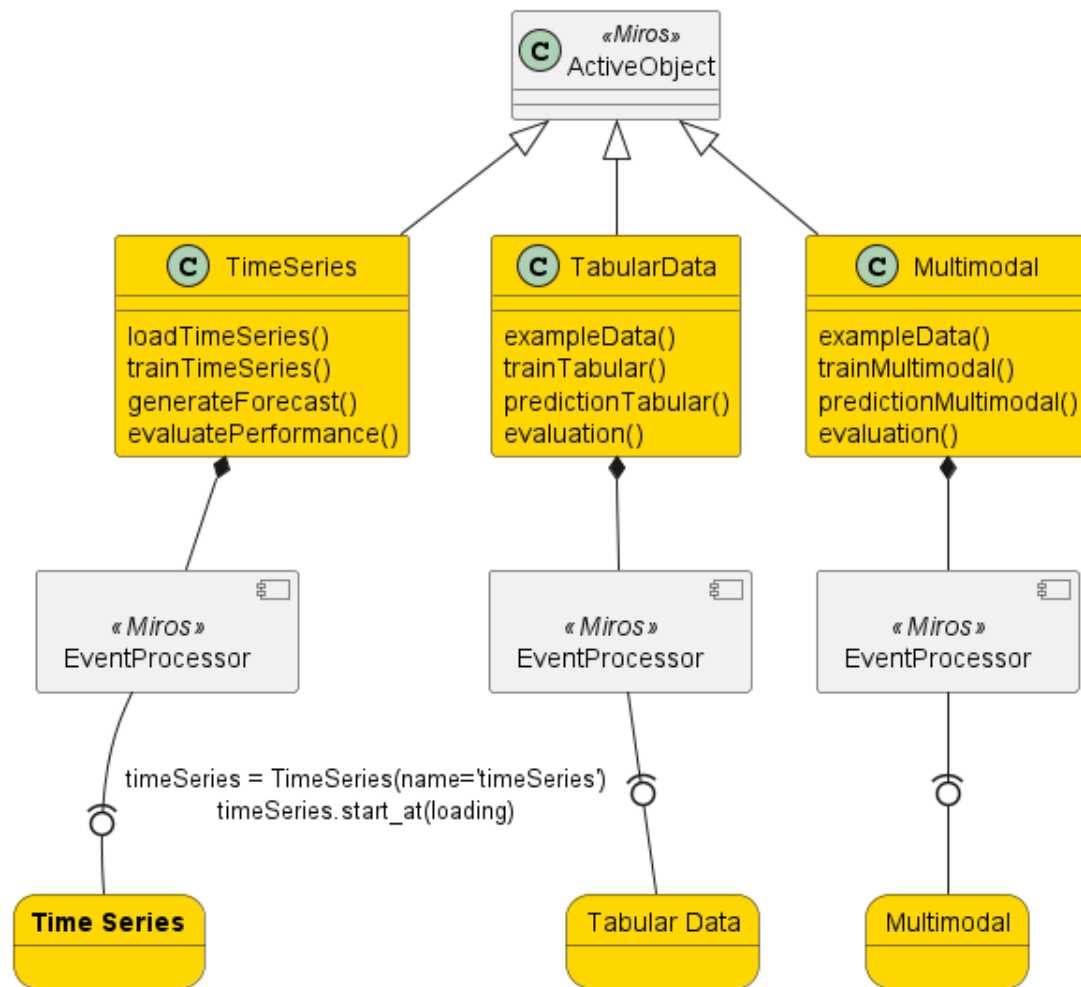 C
«Miros»
ActiveObject
C TimeSeries
loadTimeSeries()
trainTimeSeries()
generateForecast()
evaluatePerformance()
C TabularData
exampleData()
trainTabular()
predictionTabular()
evaluation()
C Multimodal
exampleData()
trainMultimodal()
predictionMultimodal()
evaluation()
«Miros»
EventProcessor
«Miros»
EventProcessor
«Miros»
EventProcessor
timeSeries = TimeSeries(name='timeSeries')
timeSeries.start_at(loading)
Time Series
Tabular Data
Multimodal